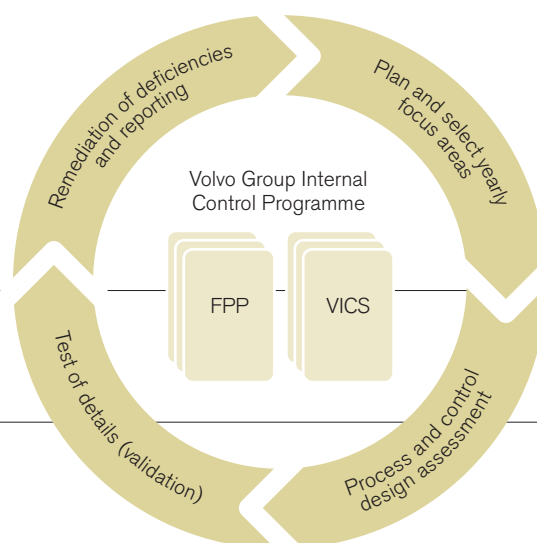 Remediation of deficiencies
and reporting
Plan and select yearly
focus areas
Volvo Group Internal
Control Programme
FPP
VICS
Test of details (validation)
Process and control
design assessment